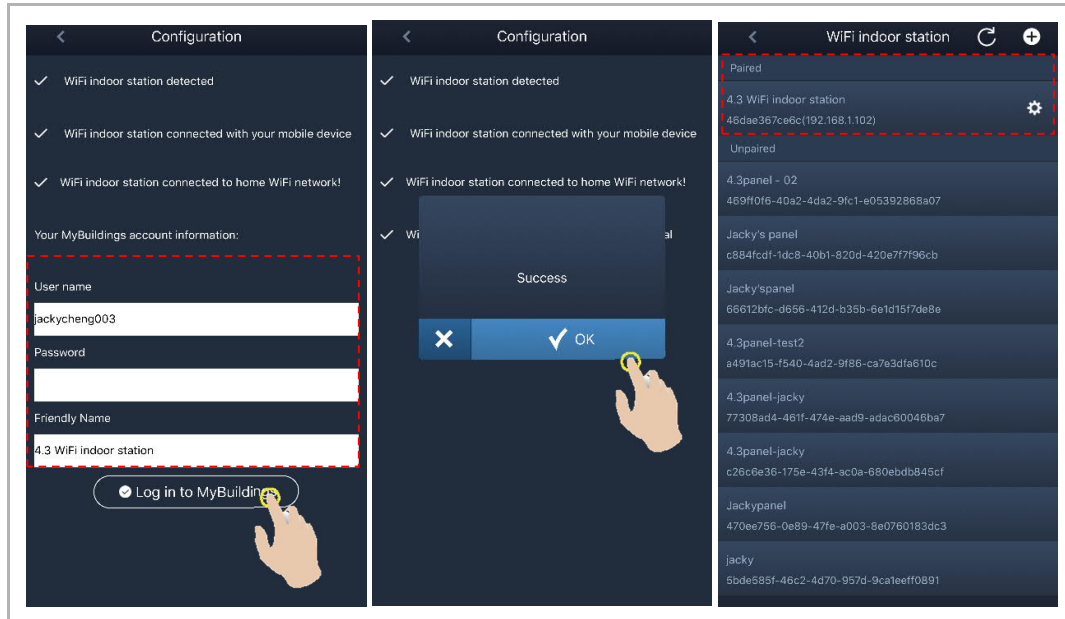 Configuration
WiFi indoor station detected
WiFi indoor station connected with your mobile device
WiFi indoor station connected to home WiFi network!
Your MyBuildings account information:
User name
jackycheng003
Password
Friendly Name
4.3 WiFi indoor station
Log in to MyBuildings
Configuration
WiFi indoor station detected
WiFi indoor station connected with your mobile device
WiFi indoor station connected to home WiFi network!
Wi al
Success
OK
WiFi indoor station
Paired
4.3 WiFi indoor station
46dae367ce6c(192.168.1.102)
Unpaired
4.3panel - 02
469ff0f6-40a2-4da2-9fc1-e05392868a07
Jacky's panel
c884fcdf-1dc8-40b1-820d-420e7f7f96cb
Jacky'spanel
66612bfc-d656-412d-b35b-6e1d15f7de8e
4.3panel-test2
a491ac15-f540-4ad2-9f86-ca7e3dfa610c
4.3panel-jacky
77308ad4-461f-474e-aad9-adac60046ba7
4.3panel-jacky
c26c6e36-175e-43f4-ac0a-680ebdb845cf
Jackypanel
470ee756-0e89-47fe-a003-8e0760183dc3
jacky
5bde585f-46c2-4d70-957d-9ca1eeff0891